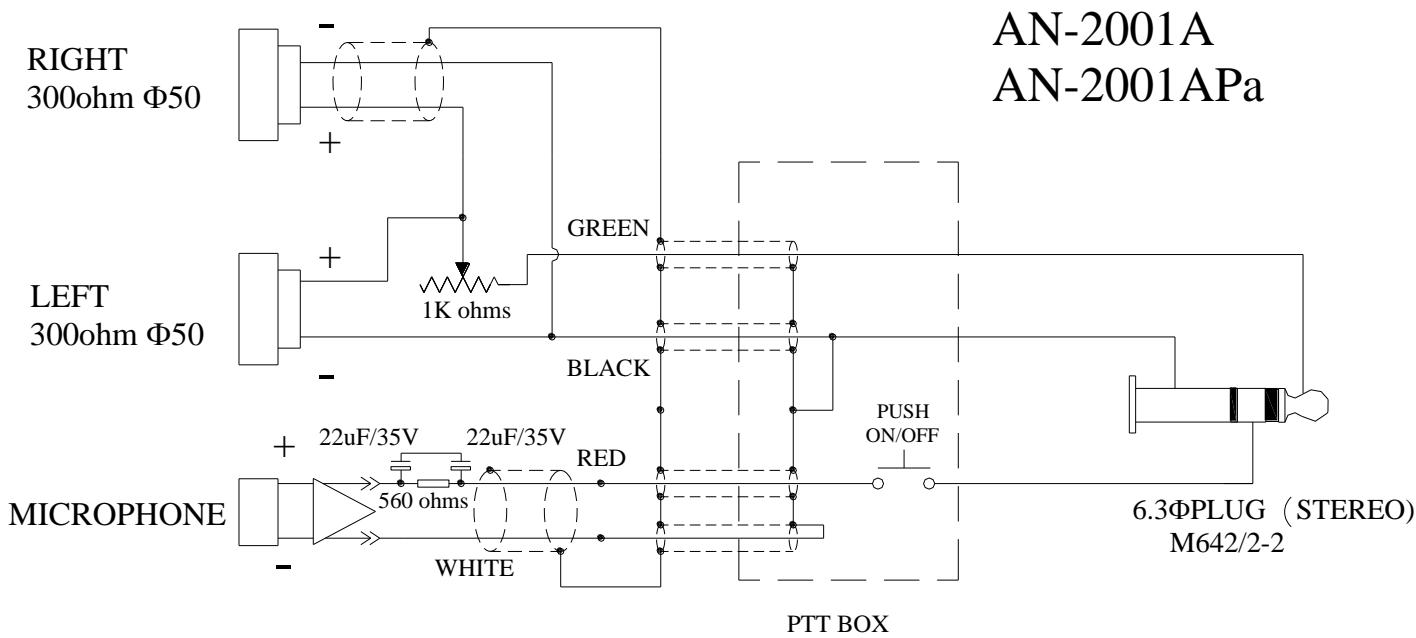 AN-2001A
AN-2001APa
RIGHT
300ohm Φ50
-
+
GREEN
+
LEFT
300ohm Φ50
1K ohms
BLACK
-
PUSH
ON/OFF
+
22uF/35V
22uF/35V
RED
560 ohms
MICROPHONE
-
WHITE
6.3ΦPLUG（STEREO)
M642/2-2
PTT BOX